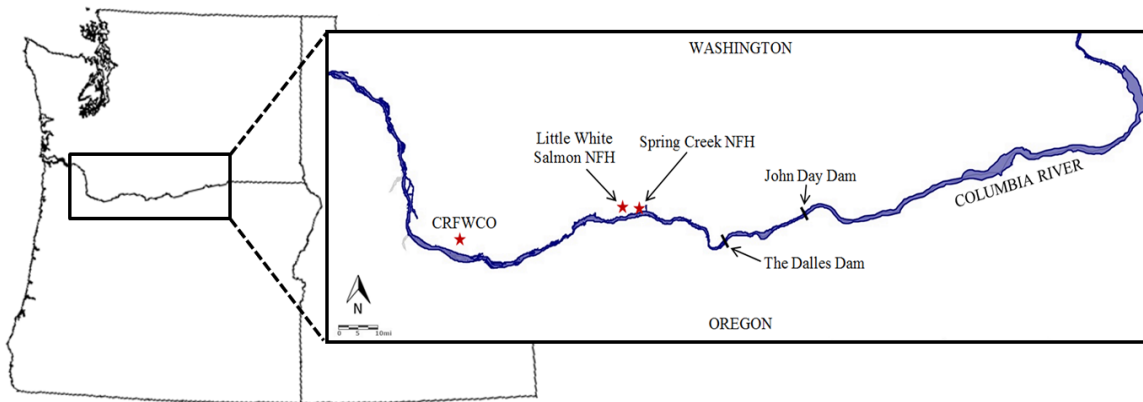 WASHINGTON
Little White
Salmon NFH
Spring Creek NFH
John Day Dam
COLUMBIA RIVER
CRFWCO
The Dalles Dam
N
0 5 10mi
OREGON